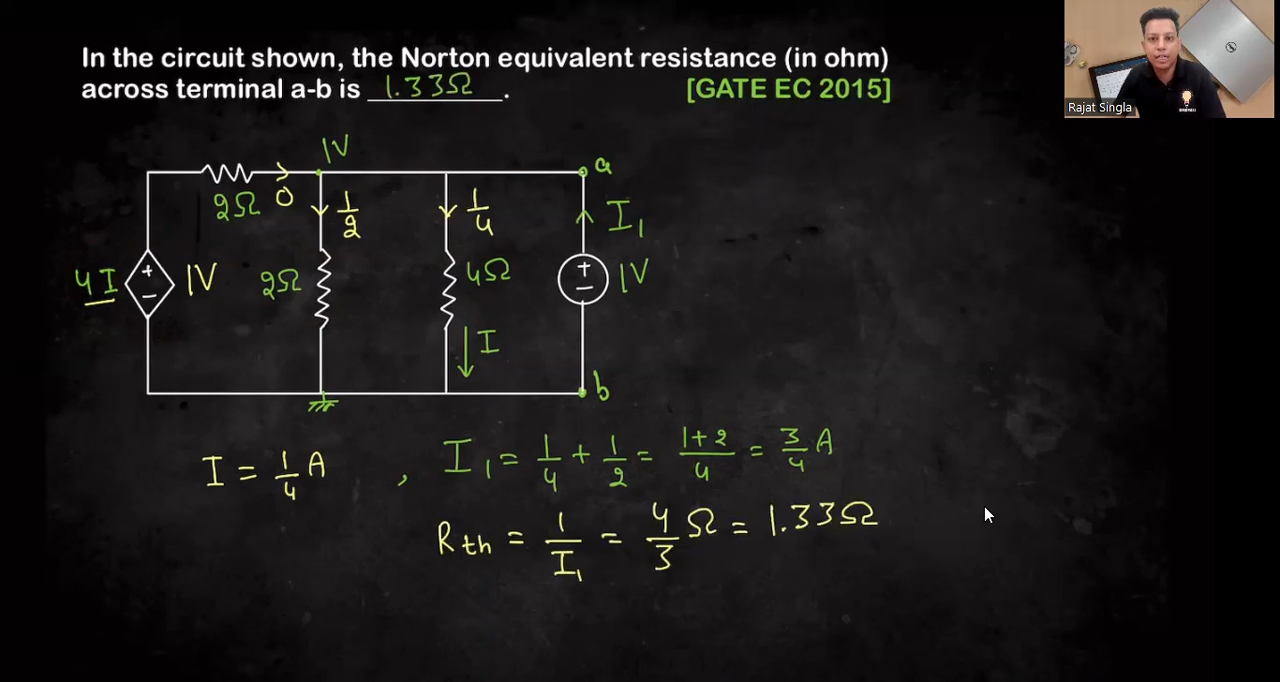 In the circuit shown, the Norton equivalent resistance (in ohm)
across terminal a-b is 1.33Ω.
[GATE EC 2015]
Rajat Singla
1V
a
2Ω
0
1/2
1/4
I₁
4I
+
−
1V
2Ω
4Ω
+
−
1V
I
b
I = 1/4 A , I₁ = 1/4 + 1/2 = (1+2)/4 = 3/4 A
Rth = 1/I₁ = 4/3 Ω = 1.33Ω